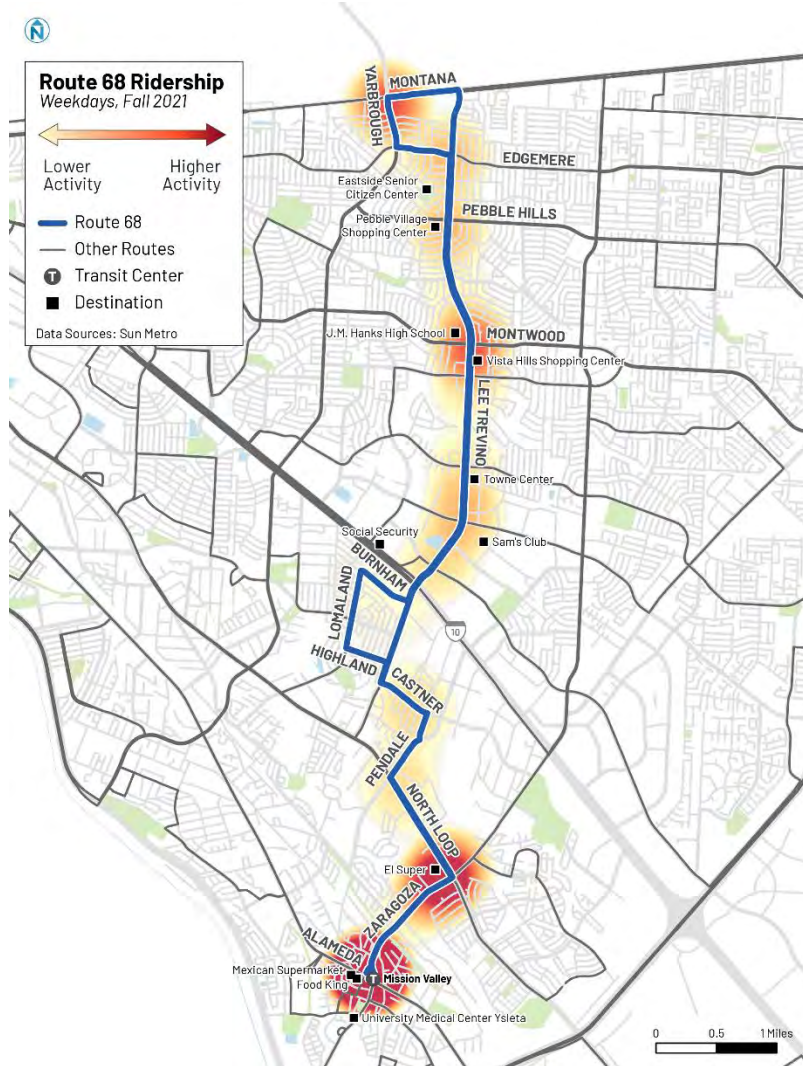 N
Route 68 Ridership
Weekdays, Fall 2021
Lower
Activity
Higher
Activity
Route 68
Other Routes
T
Transit Center
Destination
Data Sources: Sun Metro
YARBROUGH
MONTANA
EDGEMERE
Eastside Senior
Citizen Center
PEBBLE HILLS
Pebble Village
Shopping Center
J.M. Hanks High School
MONTWOOD
Vista Hills Shopping Center
LEE TREVINO
Towne Center
Social Security
Sam's Club
BURNHAM
LOMALAND
10
HIGHLAND
CASTNER
PENDALE
NORTH LOOP
El Super
ZARAGOZA
ALAMEDA
Mexican Supermarket
Food King
T
Mission Valley
University Medical Center Ysleta
0 0.5 1 Miles